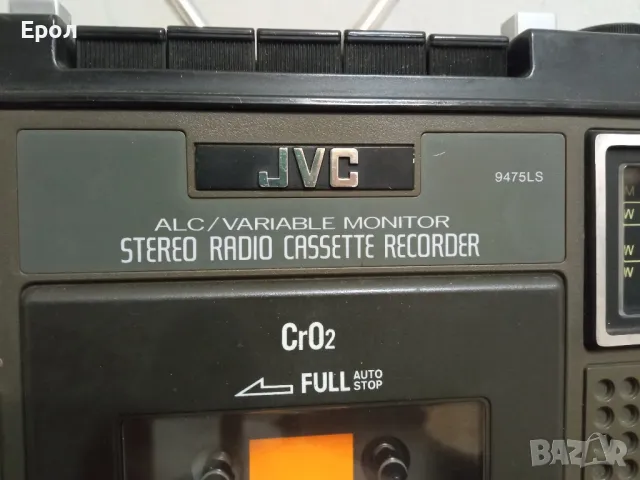 Ерол
JVC
9475LS
ALC/VARIABLE MONITOR
STEREO RADIO CASSETTE RECORDER
CrO2
FULL AUTO STOP
M
W
W
W
BAZAR